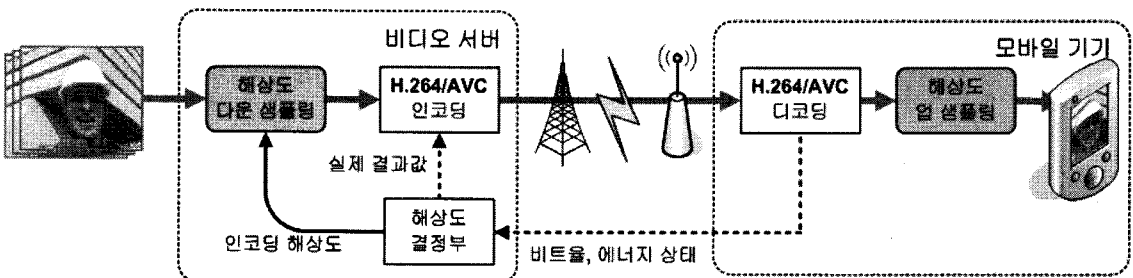 비디오 서버
모바일 기기
해상도
다운 샘플링
H.264/AVC
인코딩
H.264/AVC
디코딩
해상도
업 샘플링
실제 결과값
해상도
결정부
인코딩 해상도
비트율, 에너지 상태